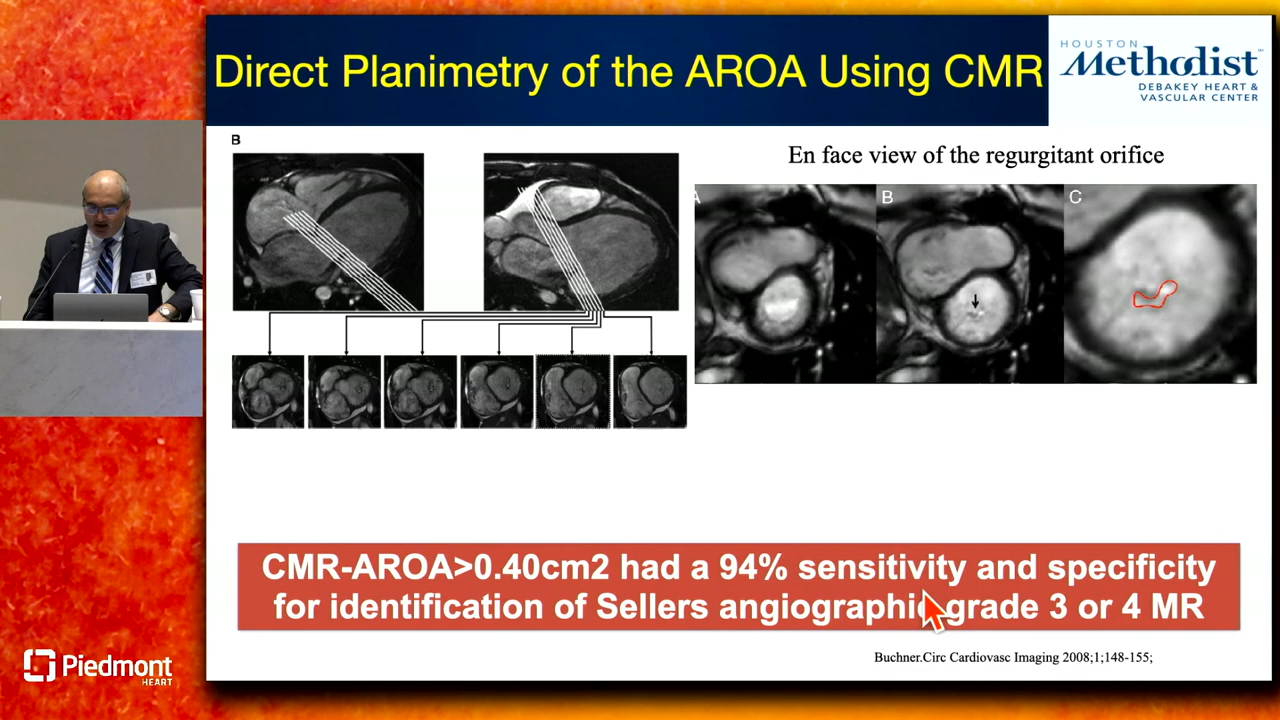 Direct Planimetry of the AROA Using CMR
HOUSTON
Methodist
DEBAKEY HEART &
VASCULAR CENTER
B
En face view of the regurgitant orifice
A
B
C
CMR-AROA>0.40cm2 had a 94% sensitivity and specificity
for identification of Sellers angiographic grade 3 or 4 MR
Buchner.Circ Cardiovasc Imaging 2008;1;148-155;
Piedmont
HEART